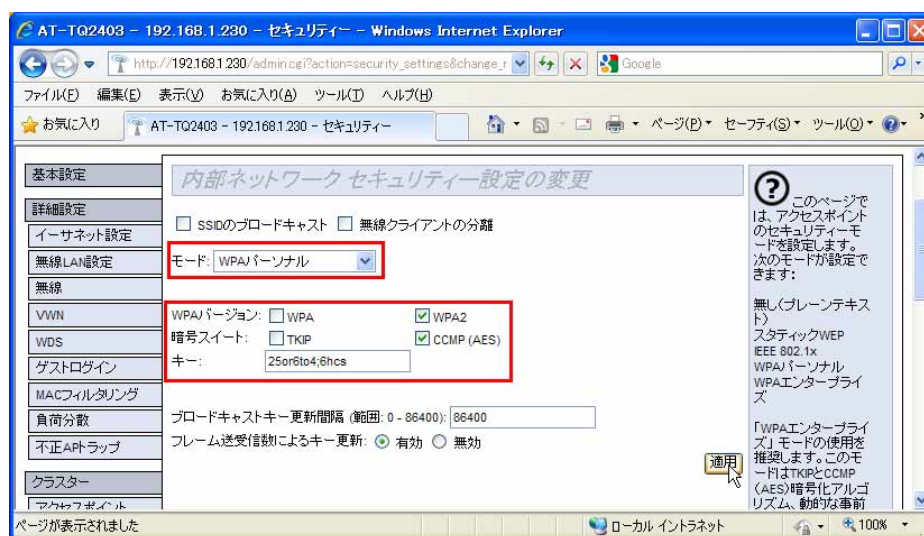 AT-TQ2403 - 192.168.1.230 - セキュリティー - Windows Internet Explorer
http://192.168.1.230/admin.cgi?action=security_settings&change_r
Google
ファイル(F) 編集(E) 表示(V) お気に入り(A) ツール(T) ヘルプ(H)
お気に入り
AT-TQ2403 - 192.168.1.230 - セキュリティー
ページ(P) セーフティ(S) ツール(O)
基本設定
詳細設定
イーサネット設定
無線LAN設定
無線
VWN
WDS
ゲストログイン
MACフィルタリング
負荷分散
不正APトラップ
クラスター
アクセスポイント
内部ネットワーク セキュリティー設定の変更
SSIDのブロードキャスト 無線クライアントの分離
モード: WPAパーソナル
WPAバージョン: WPA WPA2
暗号スイート: TKIP CCMP (AES)
キー: 25or6to4;6hcs
ブロードキャストキー更新間隔 (範囲: 0 - 86400): 86400
フレーム送受信数によるキー更新: 有効 無効
適用
このページで
は、アクセスポイント
のセキュリティーモ
ードを設定します。
次のモードが設定で
きます:
無し(プレーンテキス
ト)
スタティックWEP
IEEE 802.1x
WPAパーソナル
WPAエンタープライ
ズ
「WPAエンタープライ
ズ」モードの使用を
推奨します。このモ
ードはTKIPとCCMP
(AES)暗号化アルゴ
リズム、動的な事前
ページが表示されました
ローカル イントラネット
100%